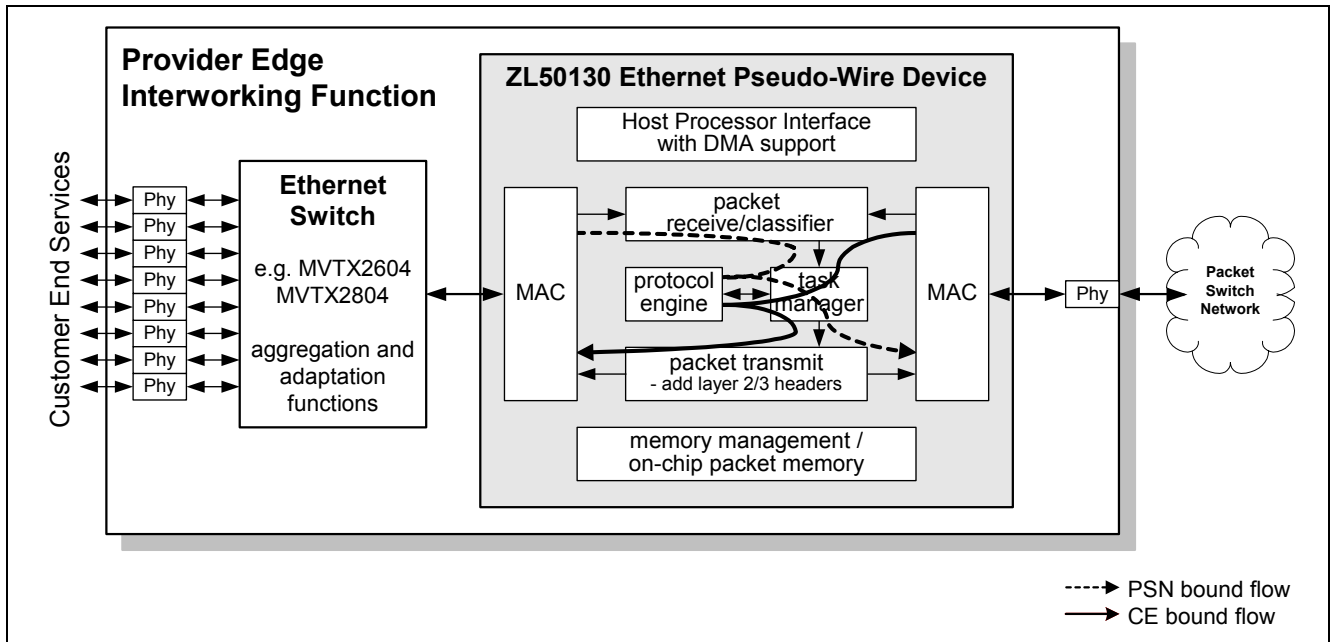 Provider Edge
Interworking Function
ZL50130 Ethernet Pseudo-Wire Device
Host Processor Interface
with DMA support
Customer End Services
Phy
Phy
Phy
Phy
Phy
Phy
Phy
Phy
Ethernet
Switch
e.g. MVTX2604
MVTX2804
aggregation and
adaptation
functions
MAC
packet
receive/classifier
protocol
engine
task
manager
packet transmit
- add layer 2/3 headers
MAC
memory management /
on-chip packet memory
Phy
Packet
Switch
Network
PSN bound flow
CE bound flow